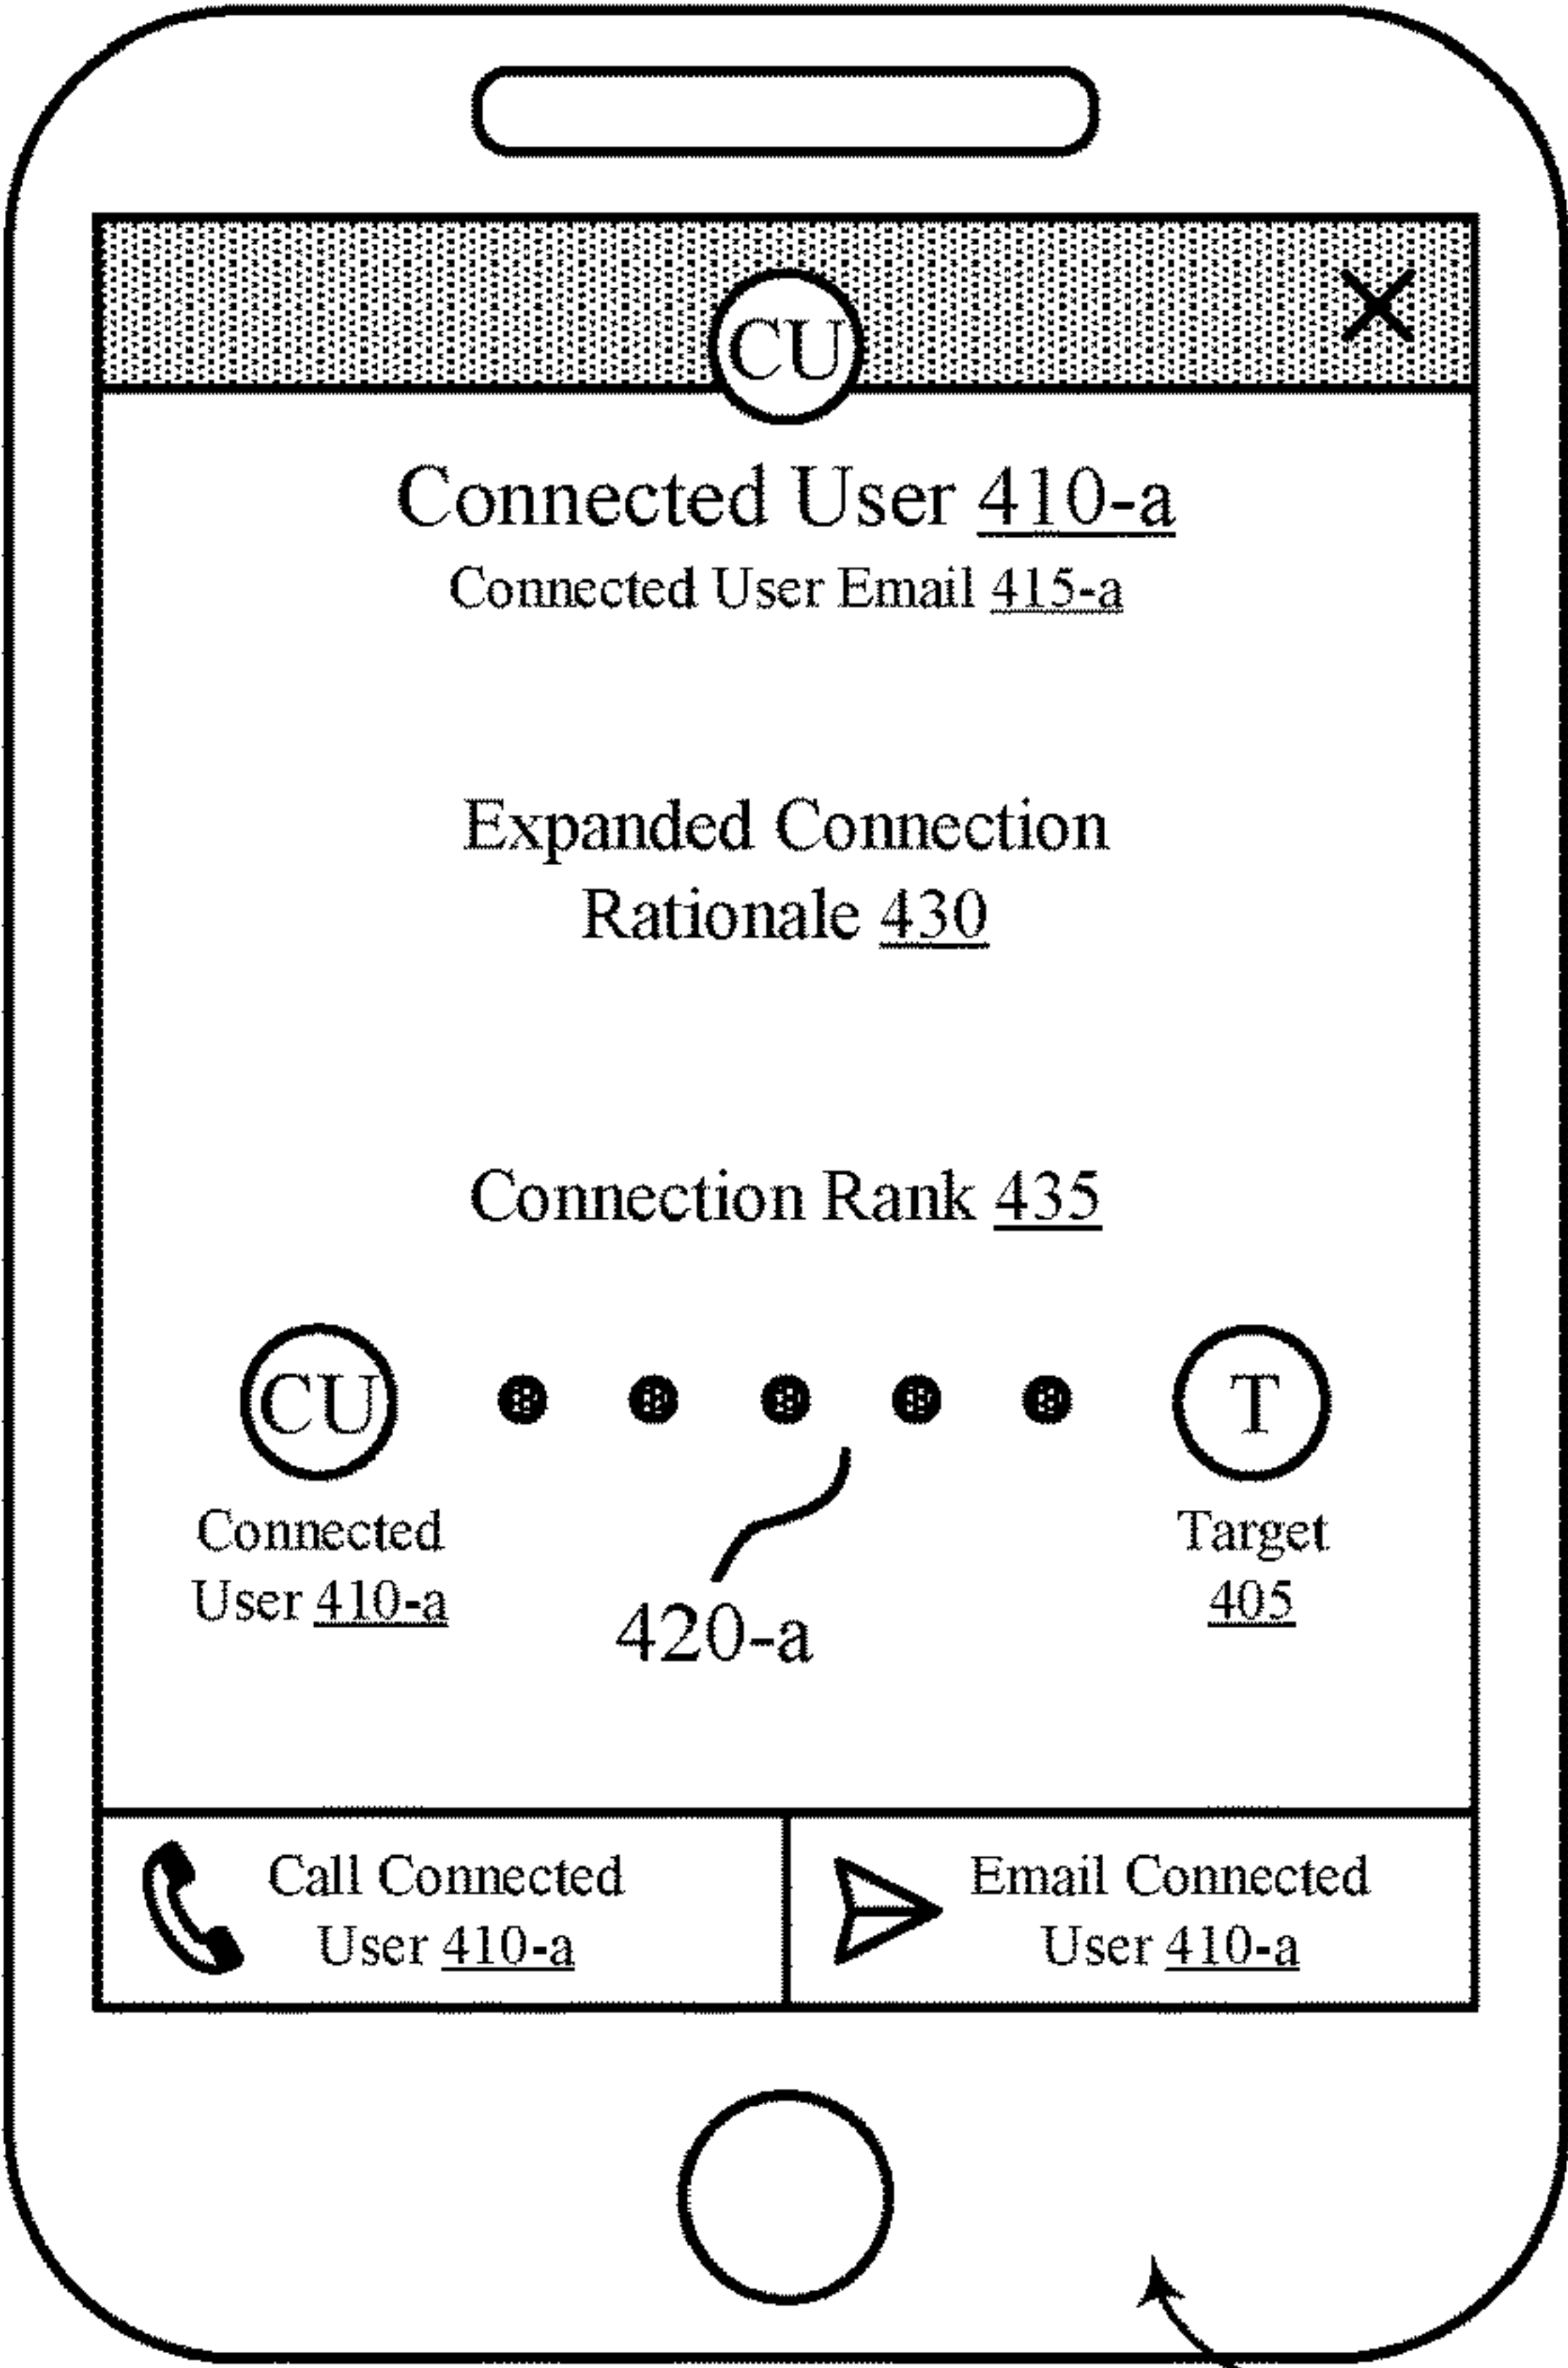 CU
Connected User 410-a
Connected User Email 415-a
Expanded Connection
Rationale 430
Connection Rank 435
CU
T
Connected
User 410-a
Target
405
420-a
Call Connected
User 410-a
Email Connected
User 410-a